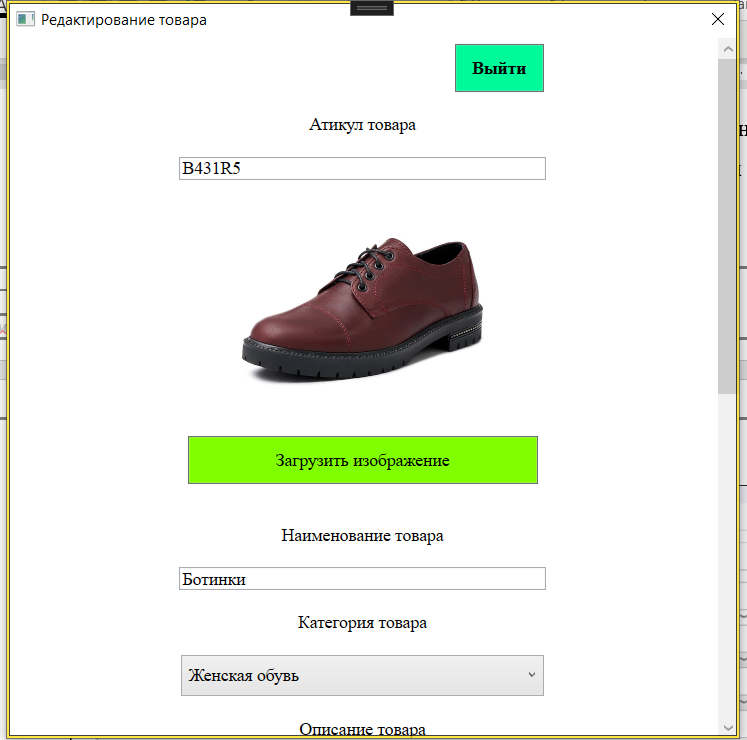 Редактирование товара
Выйти
Атикул товара
B431R5
Загрузить изображение
Наименование товара
Ботинки
Категория товара
Женская обувь
Описание товара